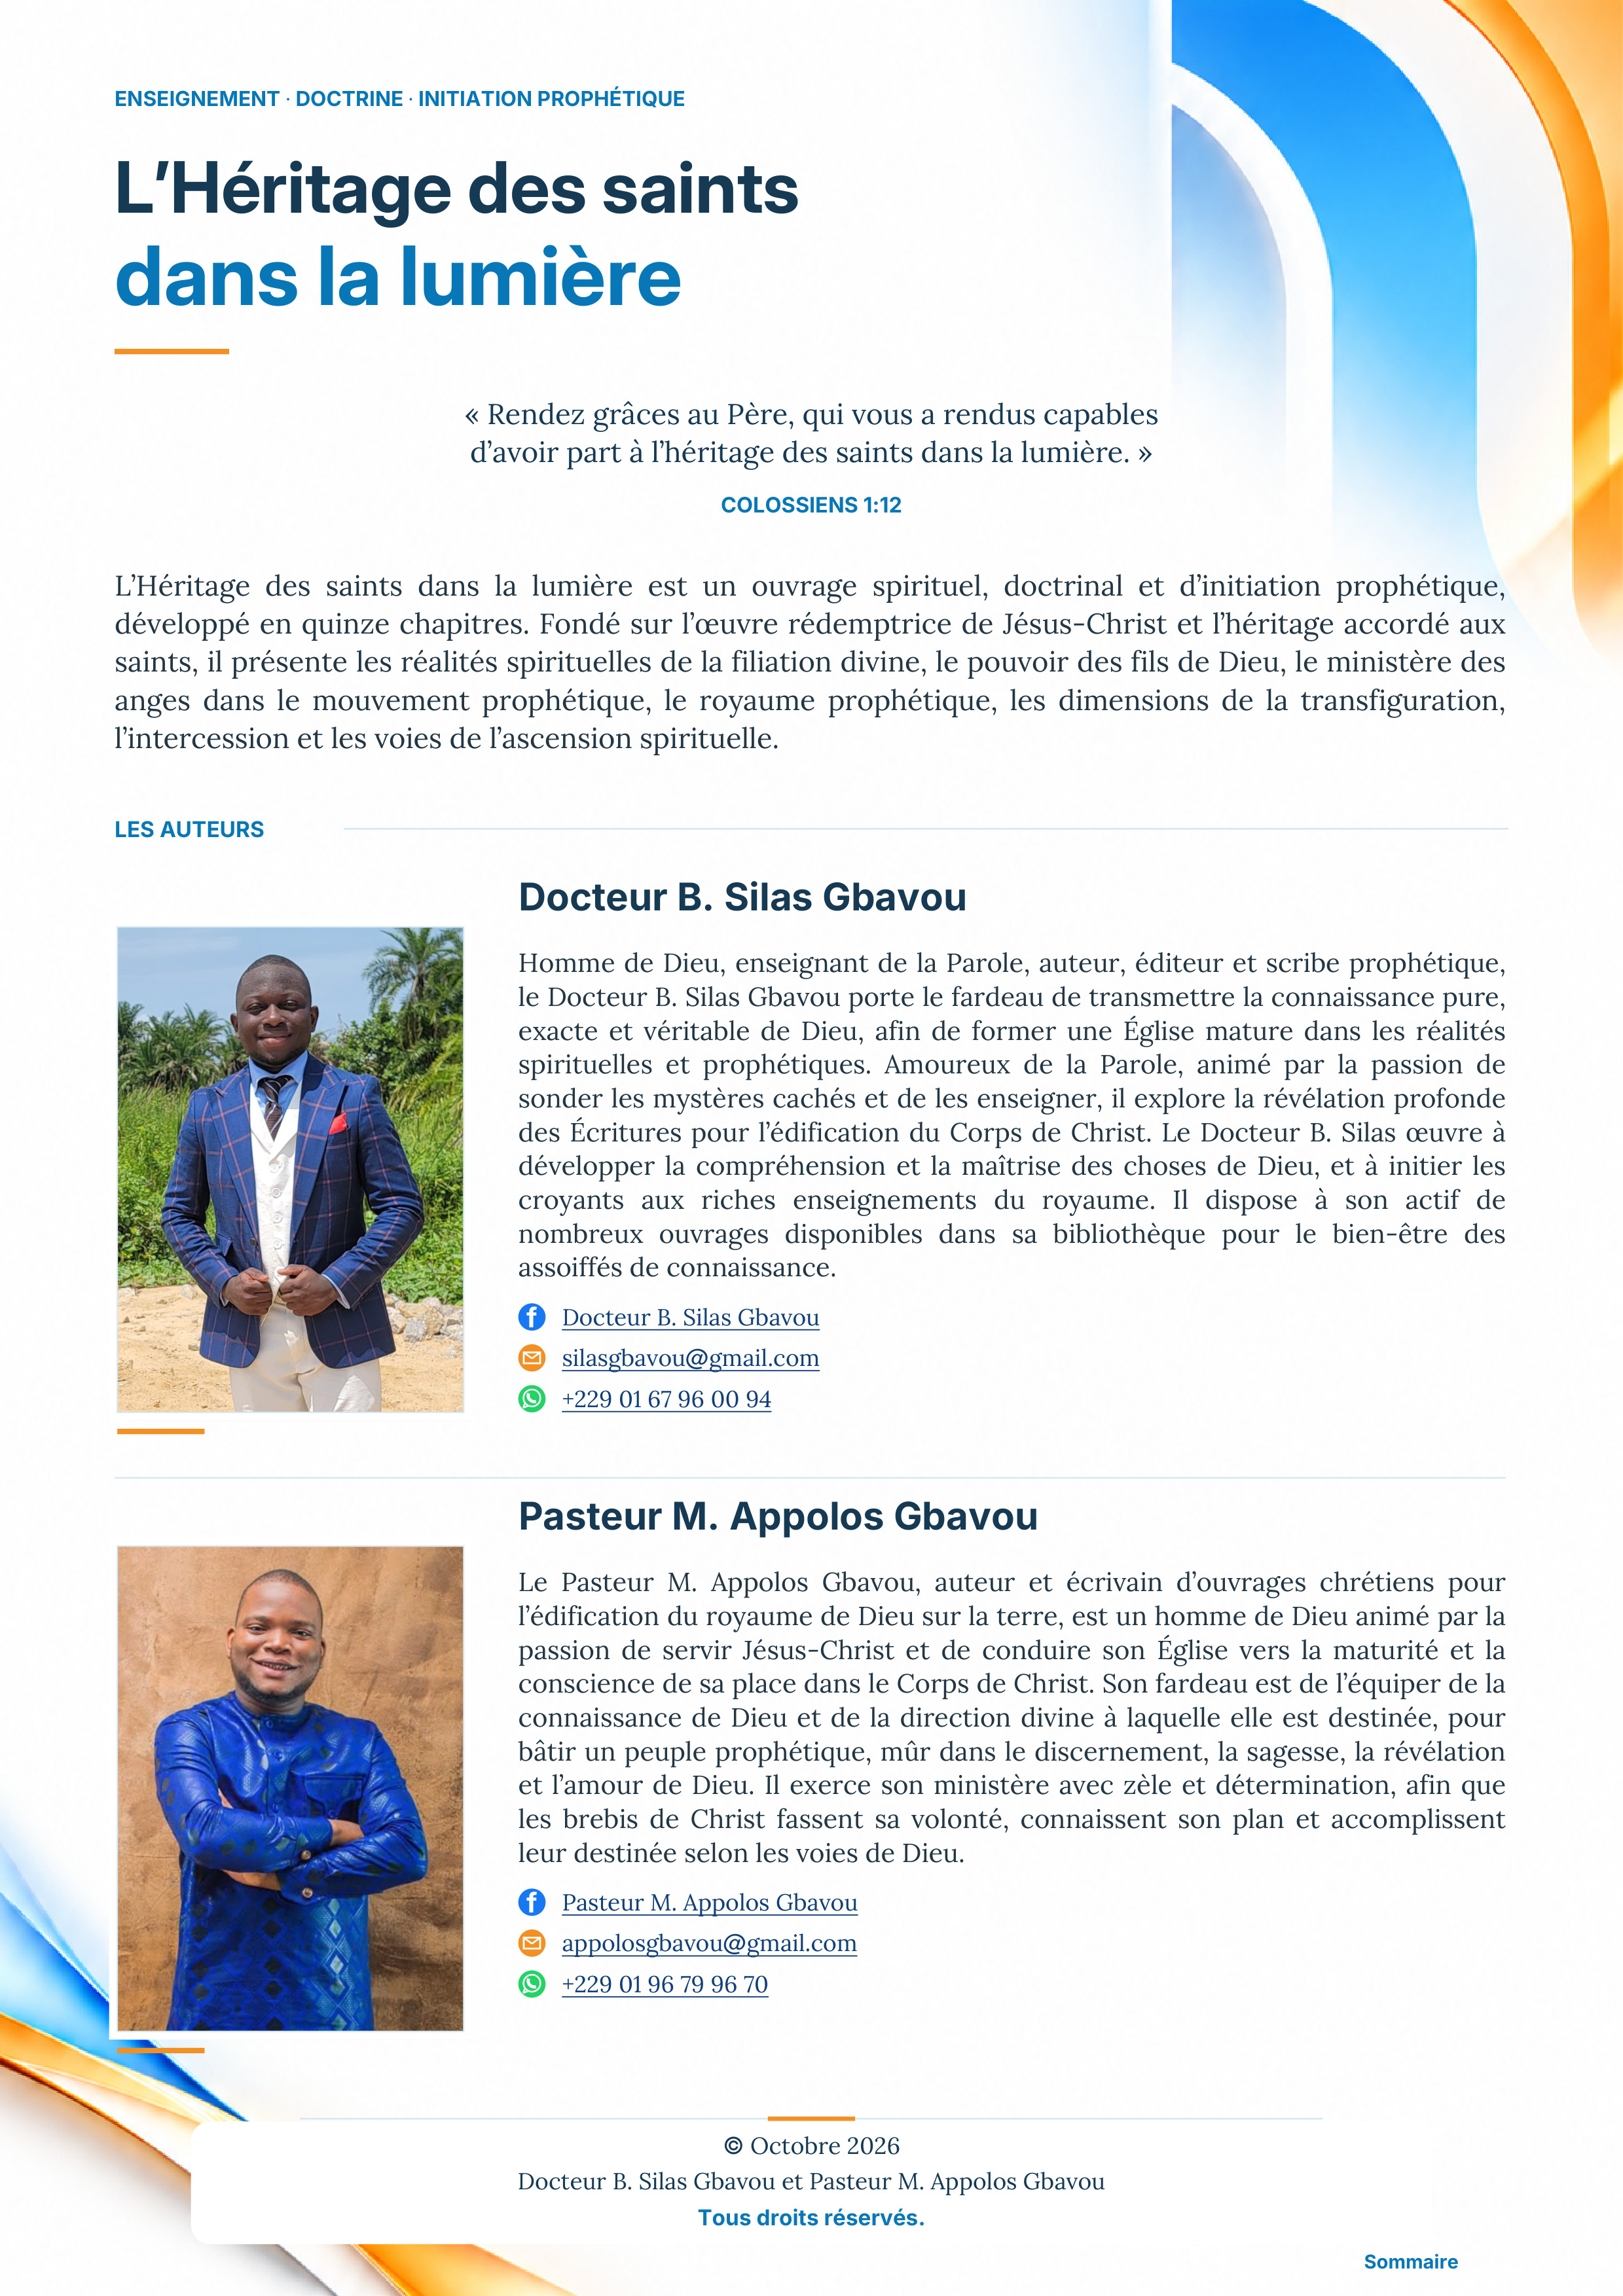 ENSEIGNEMENT · DOCTRINE · INITIATION PROPHÉTIQUE
L’Héritage des saints
dans la lumière
« Rendez grâces au Père, qui vous a rendus capables
d’avoir part à l’héritage des saints dans la lumière. »
COLOSSIENS 1:12
L’Héritage des saints dans la lumière est un ouvrage spirituel, doctrinal et d’initiation prophétique,
développé en quinze chapitres. Fondé sur l’œuvre rédemptrice de Jésus-Christ et l’héritage accordé aux
saints, il présente les réalités spirituelles de la filiation divine, le pouvoir des fils de Dieu, le ministère des
anges dans le mouvement prophétique, le royaume prophétique, les dimensions de la transfiguration,
l’intercession et les voies de l’ascension spirituelle.
LES AUTEURS
Docteur B. Silas Gbavou
Homme de Dieu, enseignant de la Parole, auteur, éditeur et scribe prophétique,
le Docteur B. Silas Gbavou porte le fardeau de transmettre la connaissance pure,
exacte et véritable de Dieu, afin de former une Église mature dans les réalités
spirituelles et prophétiques. Amoureux de la Parole, animé par la passion de
sonder les mystères cachés et de les enseigner, il explore la révélation profonde
des Écritures pour l’édification du Corps de Christ. Le Docteur B. Silas œuvre à
développer la compréhension et la maîtrise des choses de Dieu, et à initier les
croyants aux riches enseignements du royaume. Il dispose à son actif de
nombreux ouvrages disponibles dans sa bibliothèque pour le bien-être des
assoiffés de connaissance.
Docteur B. Silas Gbavou
silasgbavou@gmail.com
+229 01 67 96 00 94
Pasteur M. Appolos Gbavou
Le Pasteur M. Appolos Gbavou, auteur et écrivain d’ouvrages chrétiens pour
l’édification du royaume de Dieu sur la terre, est un homme de Dieu animé par la
passion de servir Jésus-Christ et de conduire son Église vers la maturité et la
conscience de sa place dans le Corps de Christ. Son fardeau est de l’équiper de la
connaissance de Dieu et de la direction divine à laquelle elle est destinée, pour
bâtir un peuple prophétique, mûr dans le discernement, la sagesse, la révélation
et l’amour de Dieu. Il exerce son ministère avec zèle et détermination, afin que
les brebis de Christ fassent sa volonté, connaissent son plan et accomplissent
leur destinée selon les voies de Dieu.
Pasteur M. Appolos Gbavou
appolosgbavou@gmail.com
+229 01 96 79 96 70
© Octobre 2026
Docteur B. Silas Gbavou et Pasteur M. Appolos Gbavou
Tous droits réservés.
Sommaire